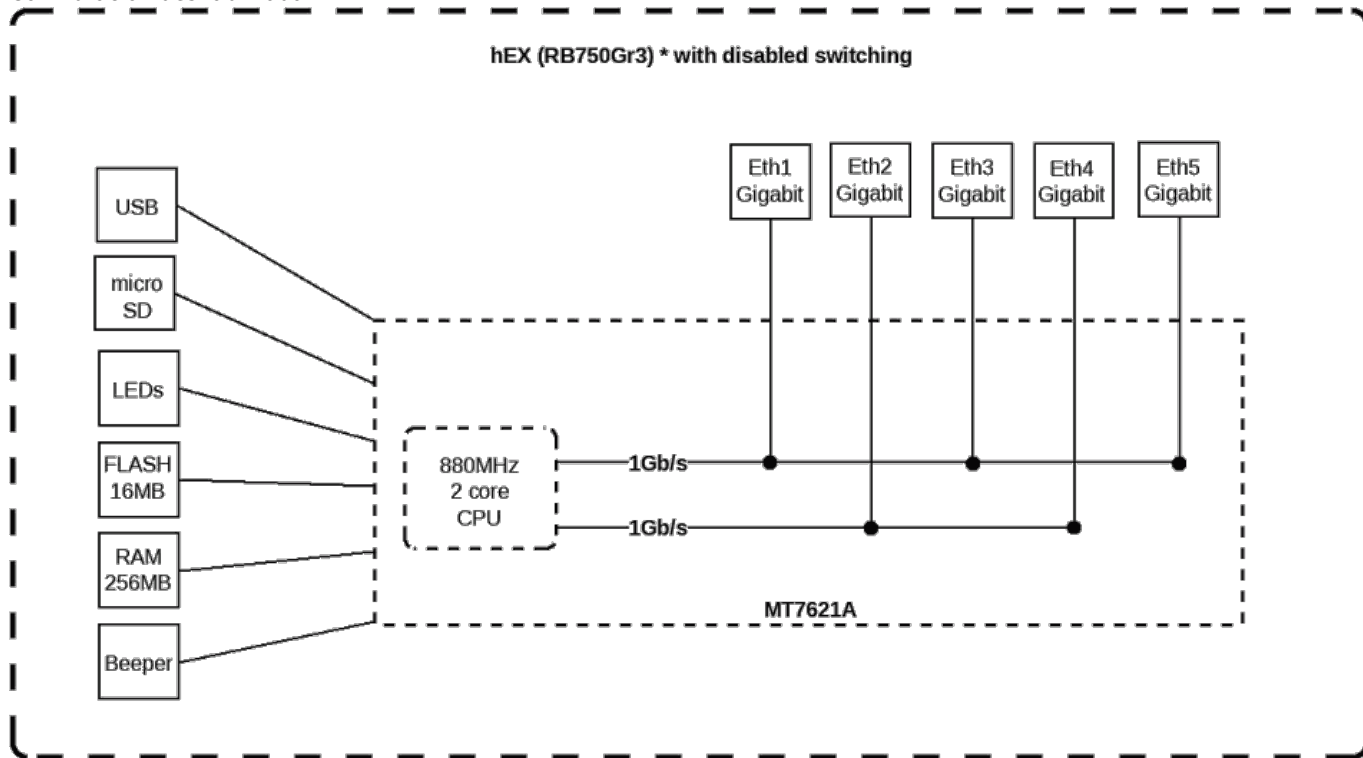 hEX (RB750Gr3) * with disabled switching
Eth1
Gigabit
Eth2
Gigabit
Eth3
Gigabit
Eth4
Gigabit
Eth5
Gigabit
USB
micro
SD
LEDs
FLASH
16MB
RAM
256MB
Beeper
880MHz
2 core
CPU
1Gb/s
1Gb/s
MT7621A